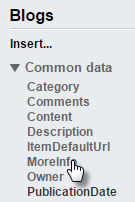 Blogs
Insert...
Common data
Category
Comments
Content
Description
ItemDefaultUrl
MoreInfo
Owner
PublicationDate